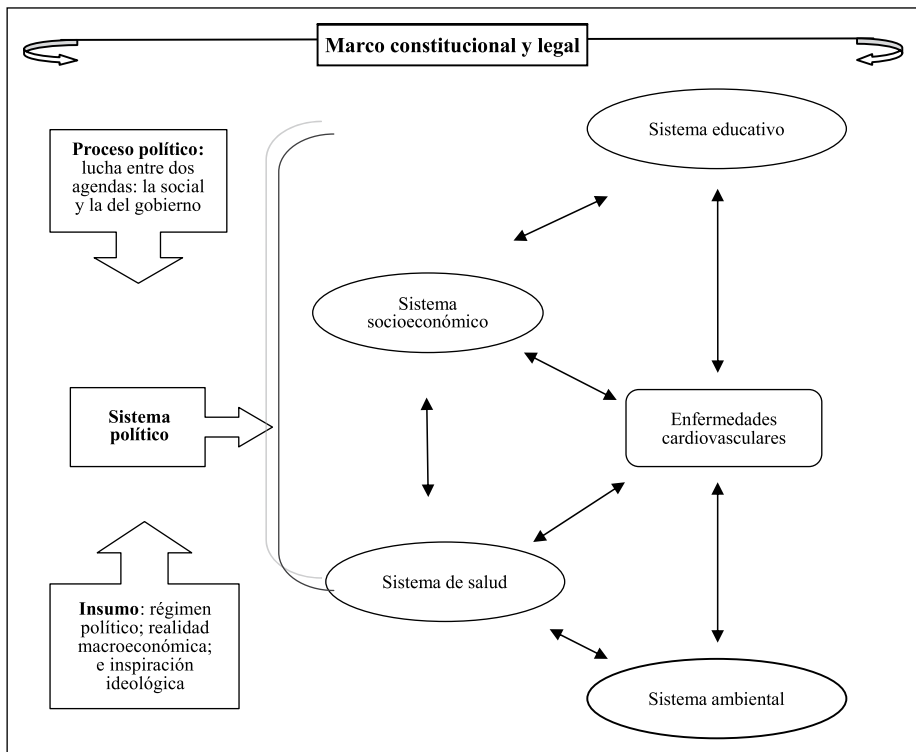 Marco constitucional y legal
Proceso político:
lucha entre dos
agendas: la social
y la del gobierno
Sistema educativo
Sistema
socioeconómico
Sistema
político
Enfermedades
cardiovasculares
Sistema de salud
Insumo: régimen
político; realidad
macroeconómica;
e inspiración
ideológica
Sistema ambiental